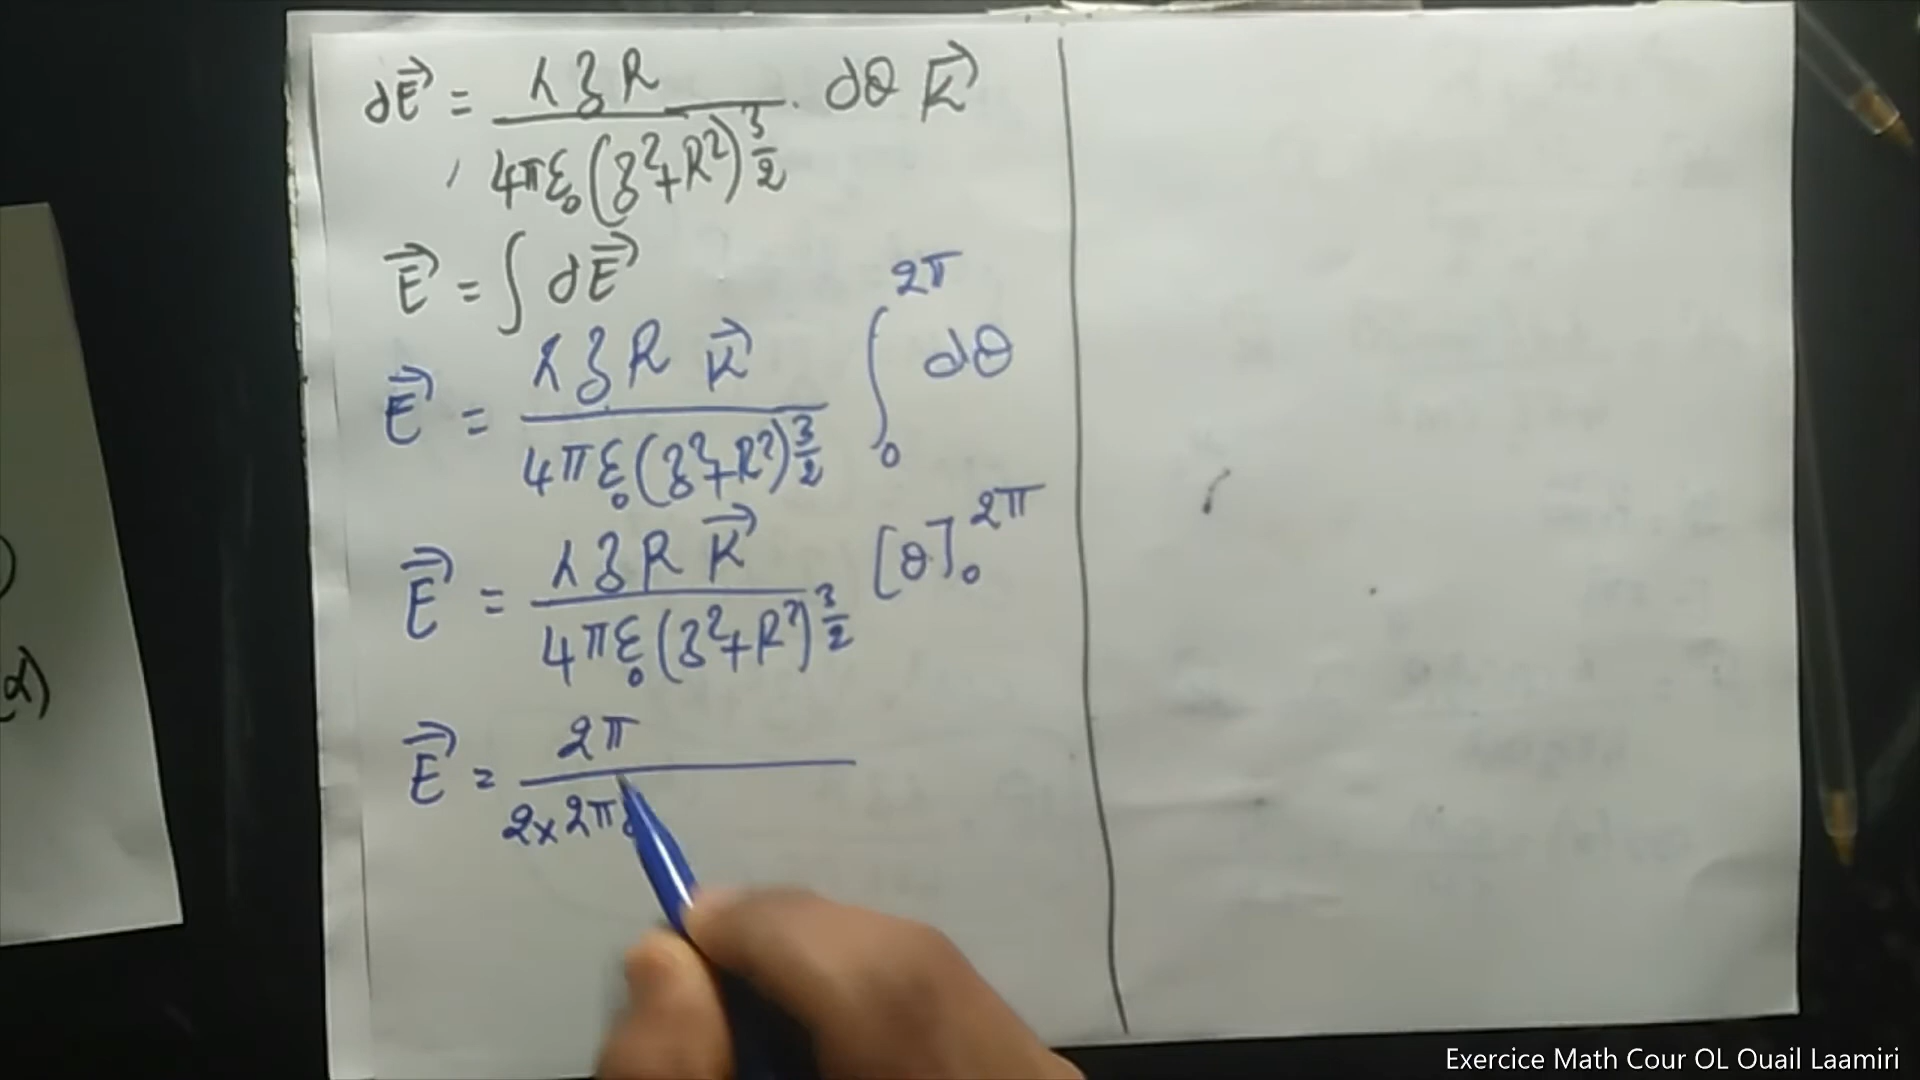 dE⃗ = λ z R / 4πε₀(z²+R²)^(3/2) . dθ K⃗
E⃗ = ∫ dE⃗
E⃗ = λ z R K⃗ / 4πε₀(z²+R²)^(3/2) ∫₀^(2π) dθ
E⃗ = λ z R K⃗ / 4πε₀(z²+R²)^(3/2) [θ]₀^(2π)
E⃗ = 2π / 2×2πε
)
(α)
Exercice Math Cour OL Ouail Laamiri